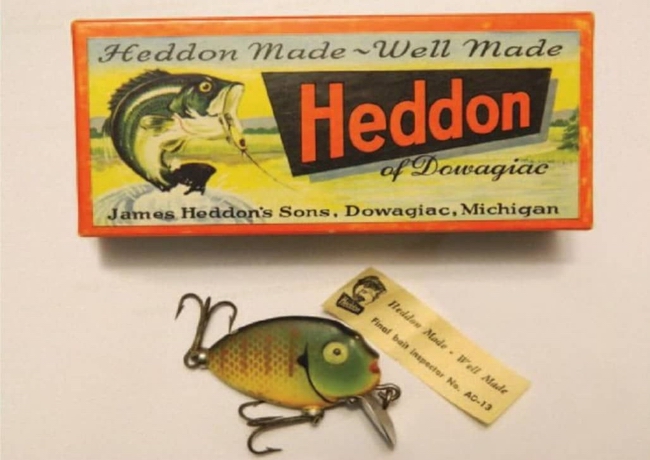 Heddon Made ~ Well Made
Heddon
of Dowagiac
James Heddon's Sons, Dowagiac, Michigan
Heddon
Heddon Made - Well Made
Final bait inspector No. AC-13